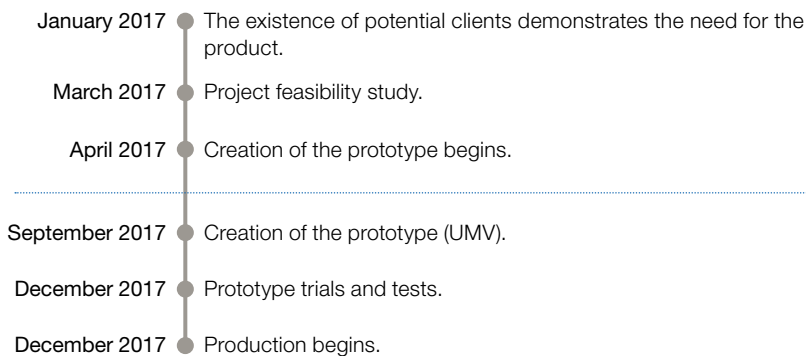 January 2017 The existence of potential clients demonstrates the need for the
product.
March 2017 Project feasibility study.
April 2017 Creation of the prototype begins.
September 2017 Creation of the prototype (UMV).
December 2017 Prototype trials and tests.
December 2017 Production begins.